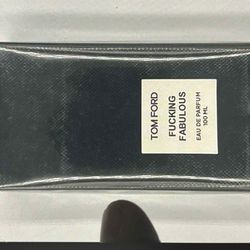 TOM FORD
FUCKING
FABULOUS
EAU DE PARFUM
100 ML